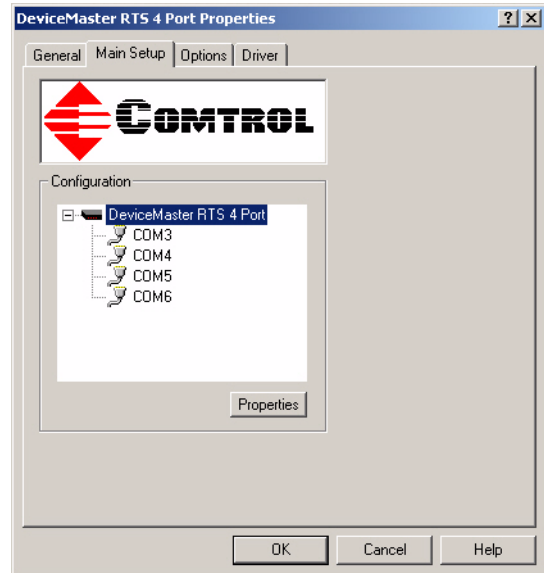 DeviceMaster RTS 4 Port Properties
General Main Setup Options Driver
COMTROL
Configuration
DeviceMaster RTS 4 Port
COM3
COM4
COM5
COM6
Properties
OK Cancel Help